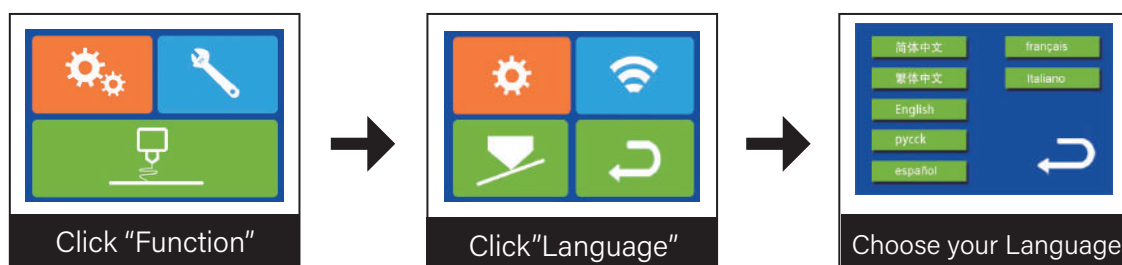 Click “Function”
Click”Language”
Choose your Language
简体中文
繁体中文
English
русск
español
français
Italiano